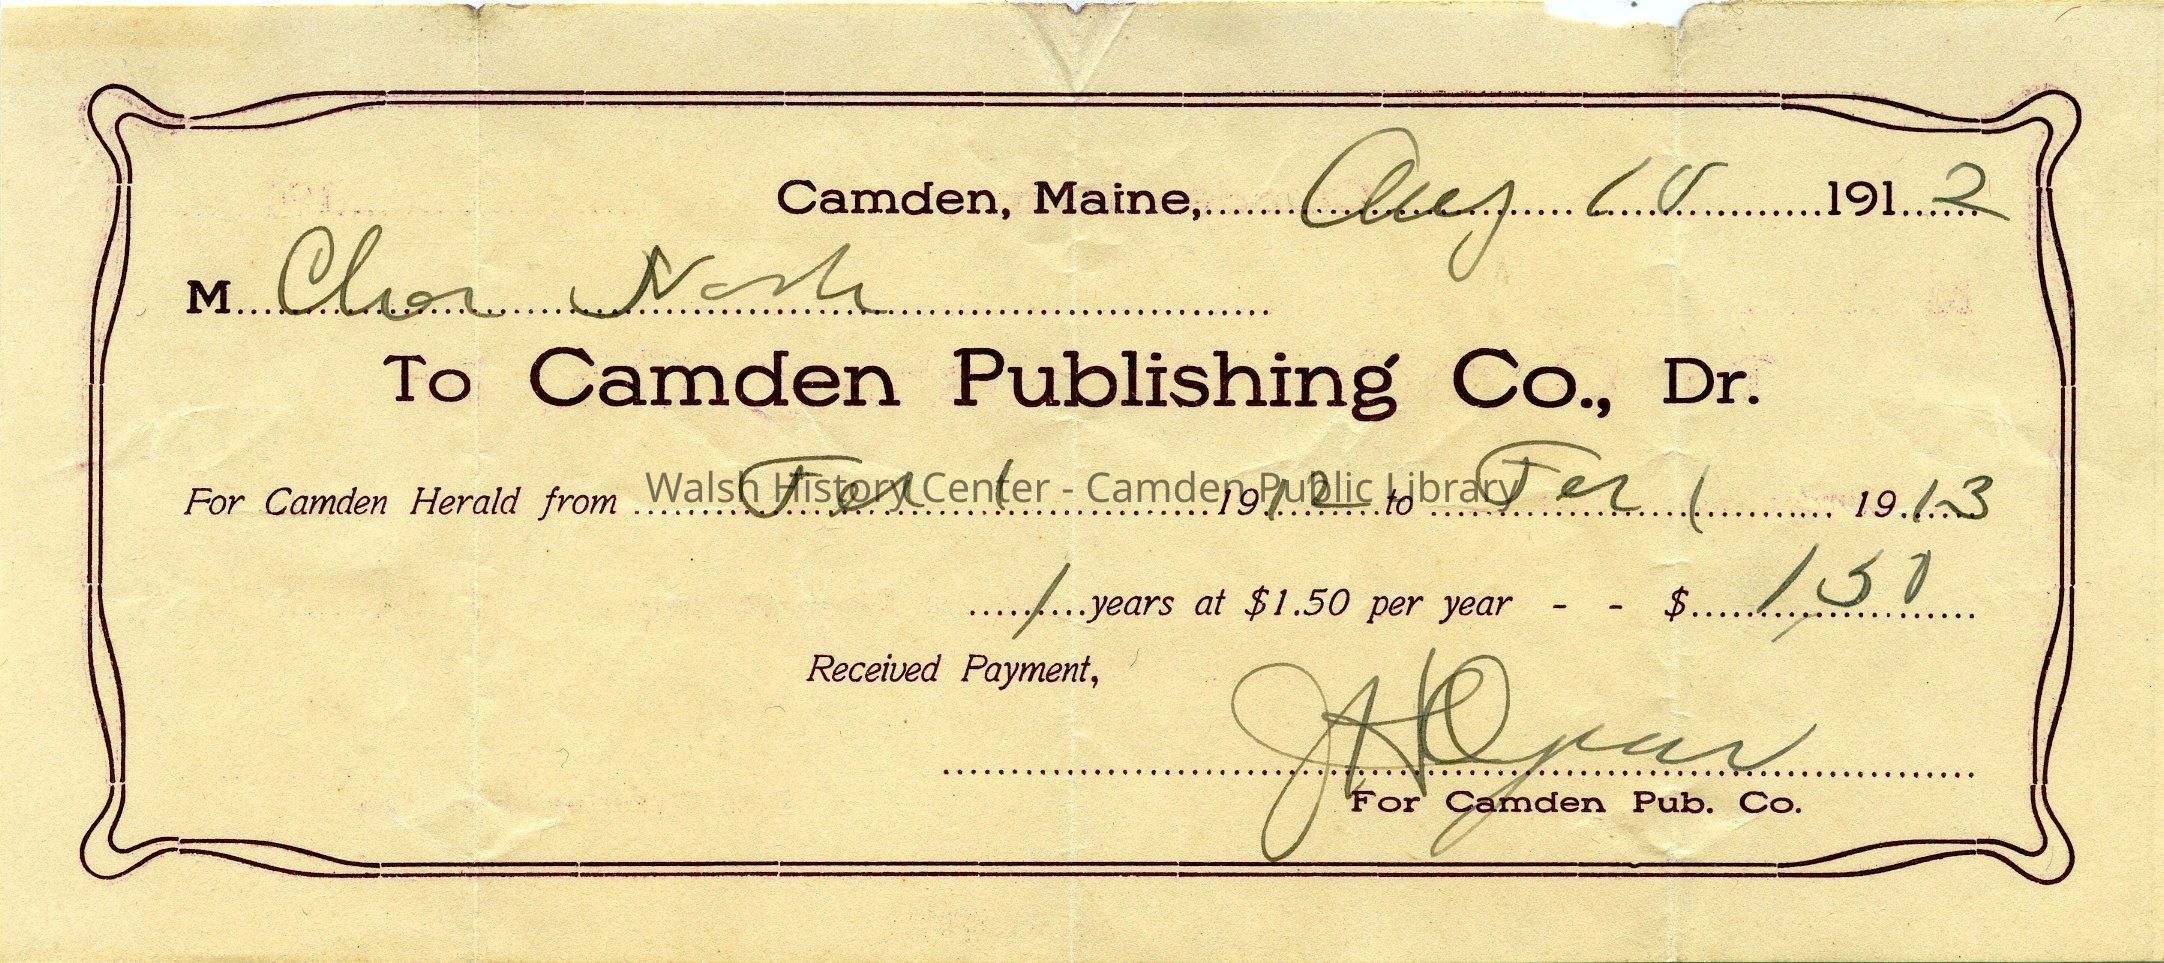 Camden, Maine, Aug 10 1912
M Chas Nash
To Camden Publishing Co., Dr.
Walsh History Center - Camden Public Library
For Camden Herald from Feb 1 1912 to Feb 1 1913
1 years at $1.50 per year - - $ 1,50
Received Payment,
For Camden Pub. Co.